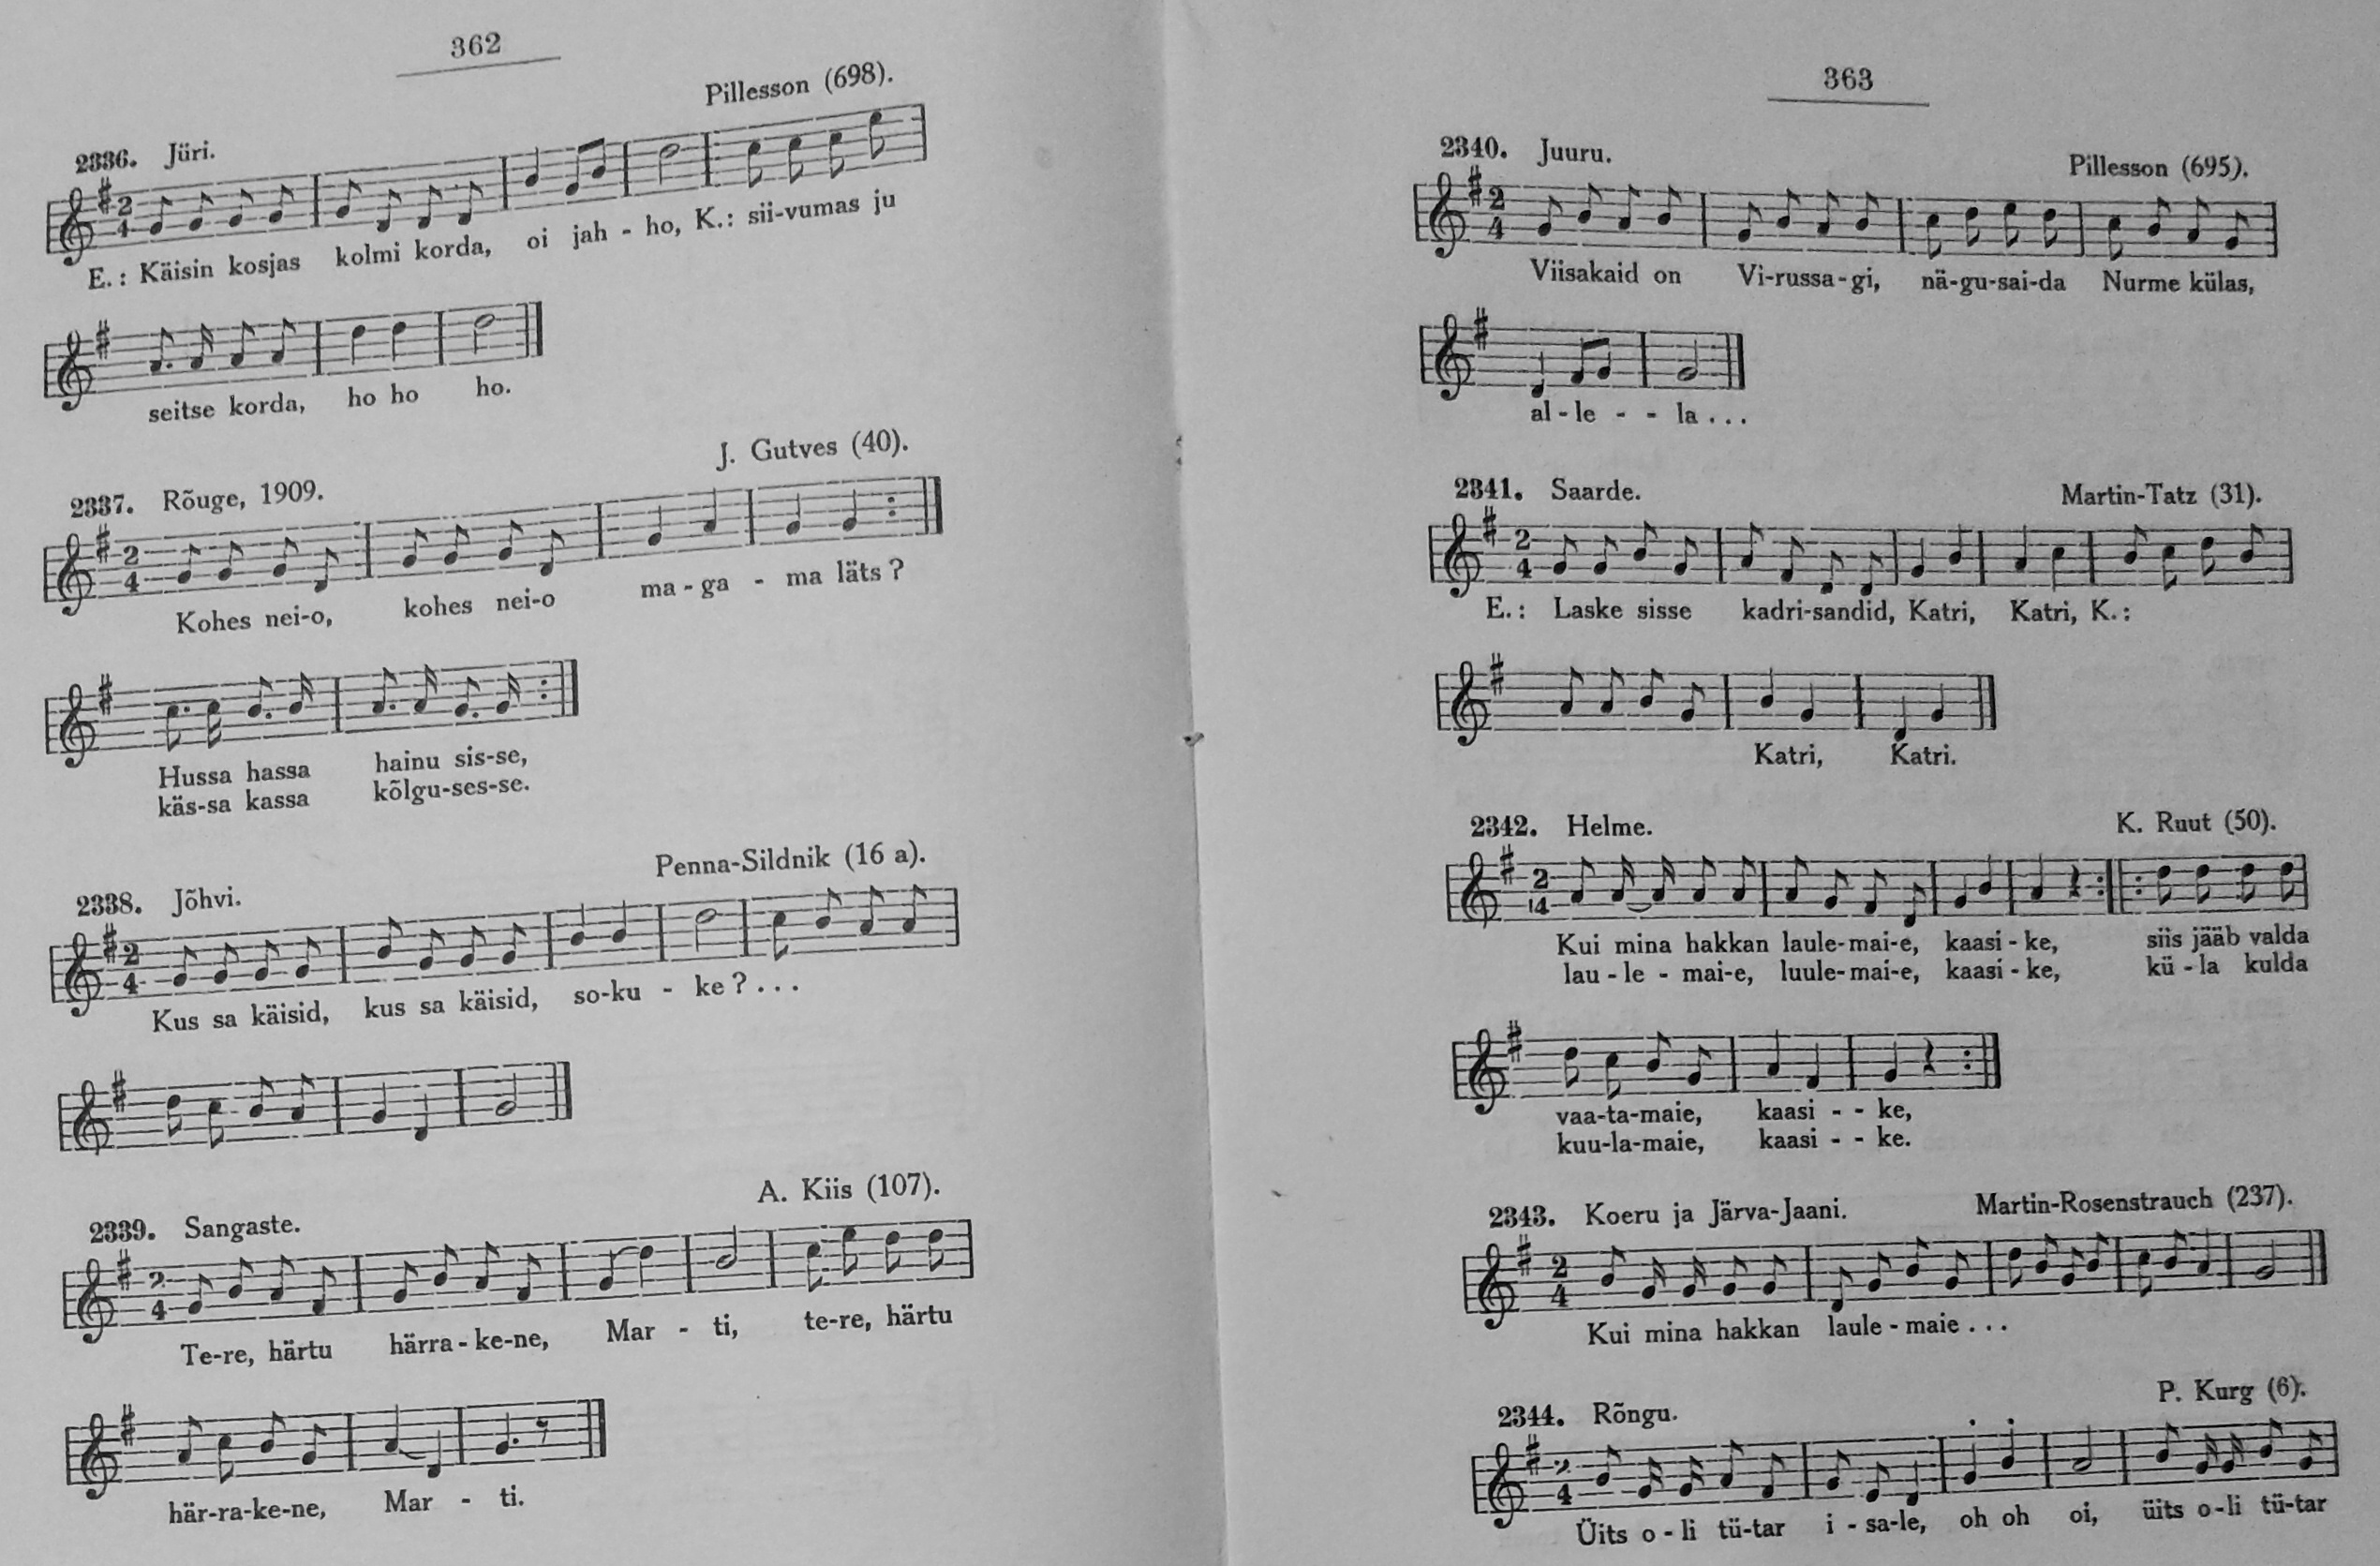 362
Pillesson (698).
2336. Jüri.
2
4
E.: Käisin kosjas kolmi korda, oi jah - ho, K.: sii-vumas ju
seitse korda, ho ho ho.
J. Gutves (40).
2337. Rõuge, 1909.
2
4
Kohes nei-o, kohes nei-o ma - ga - ma läts?
Hussa hassa hainu sis-se,
käs-sa kassa kõlgu-ses-se.
Penna-Sildnik (16 a).
2338. Jõhvi.
2
4
Kus sa käisid, kus sa käisid, so-ku - ke? . . .
A. Kiis (107).
2339. Sangaste.
2
4
Te-re, härtu härra - ke-ne, Mar - ti, te-re, härtu
här-ra-ke-ne, Mar - ti.
363
2340. Juuru.
Pillesson (695).
2
4
Viisakaid on Vi-russa-gi, nä-gu-sai-da Nurme külas,
al - le - - la . . .
2341. Saarde. Martin-Tatz (31).
2
4
E.: Laske sisse kadri-sandid, Katri, Katri, K.:
Katri, Katri.
2342. Helme. K. Ruut (50).
2
4
Kui mina hakkan laule-mai-e, kaasi - ke, siis jääb valda
lau - le - mai-e, luule-mai-e, kaasi - ke, kü - la kulda
vaa-ta-maie, kaasi - - ke,
kuu-la-maie, kaasi - - ke.
2343. Koeru ja Järva-Jaani. Martin-Rosenstrauch (237).
2
4
Kui mina hakkan laule - maie . . .
P. Kurg (6).
2344. Rõngu.
2
4
Üits o - li tü-tar i - sa-le, oh oh oi, üits o-li tü-tar